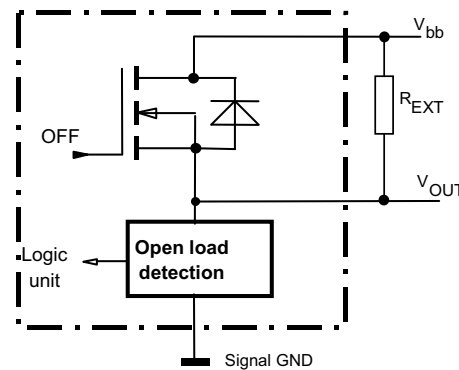 V_bb
R_EXT
OFF
V_OUT
Open load
detection
Logic
unit
Signal GND